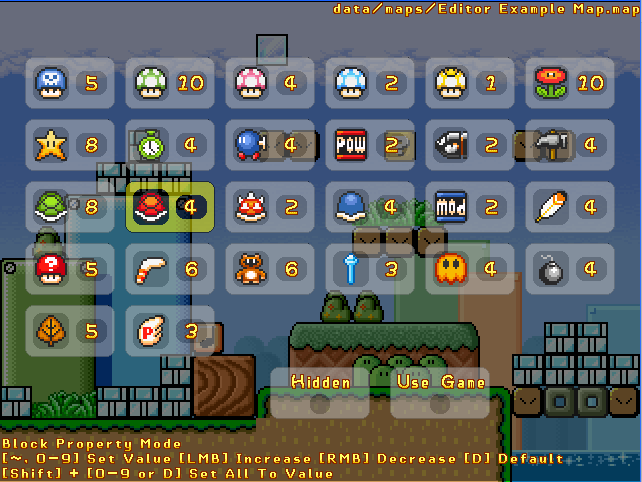 data/maps/Editor Example Map.map
5 10 4 2 1 10
8 4 4 POW 2 2 4
8 4 2 4 mod 2 4
? 5 6 6 3 4 4
5 P 3
Hidden Use Game
Block Property Mode
[~, 0-9] Set Value [LMB] Increase [RMB] Decrease [D] Default
[Shift] + [0-9 or D] Set All To Value